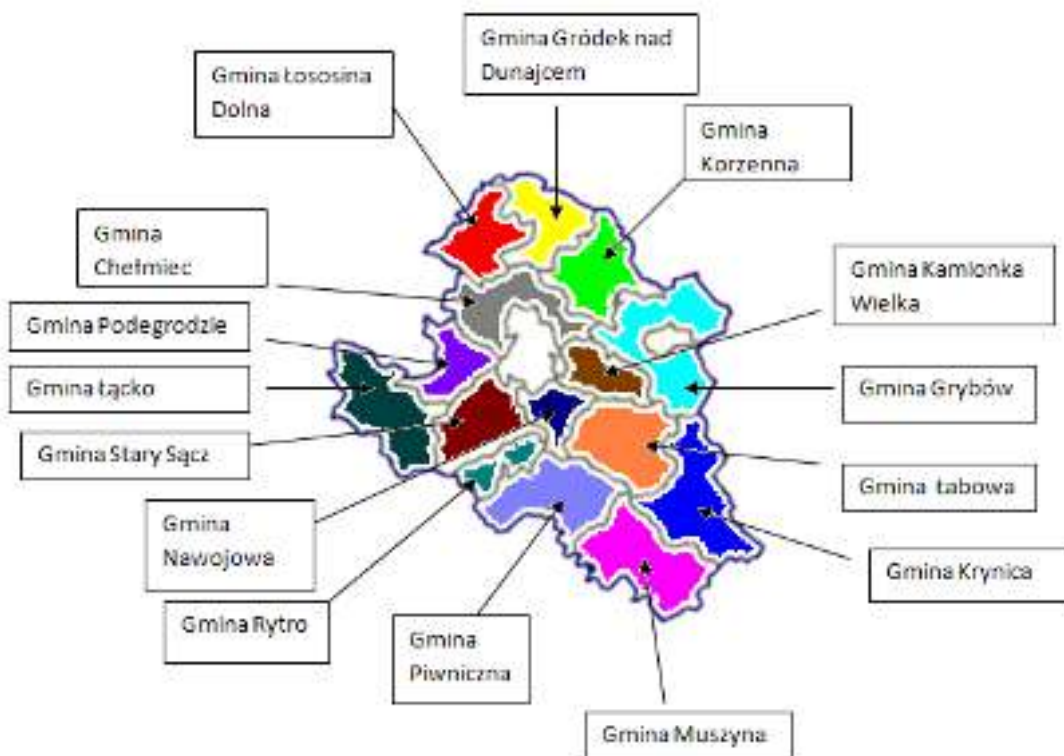 Gmina Gródek nad
Dunajcem
Gmina Łososina
Dolna
Gmina
Korzenna
Gmina
Chełmiec
Gmina Kamionka
Wielka
Gmina Podegrodzie
Gmina Łącko
Gmina Grybów
Gmina Stary Sącz
Gmina Łabowa
Gmina
Nawojowa
Gmina Krynica
Gmina Rytro
Gmina
Piwniczna
Gmina Muszyna